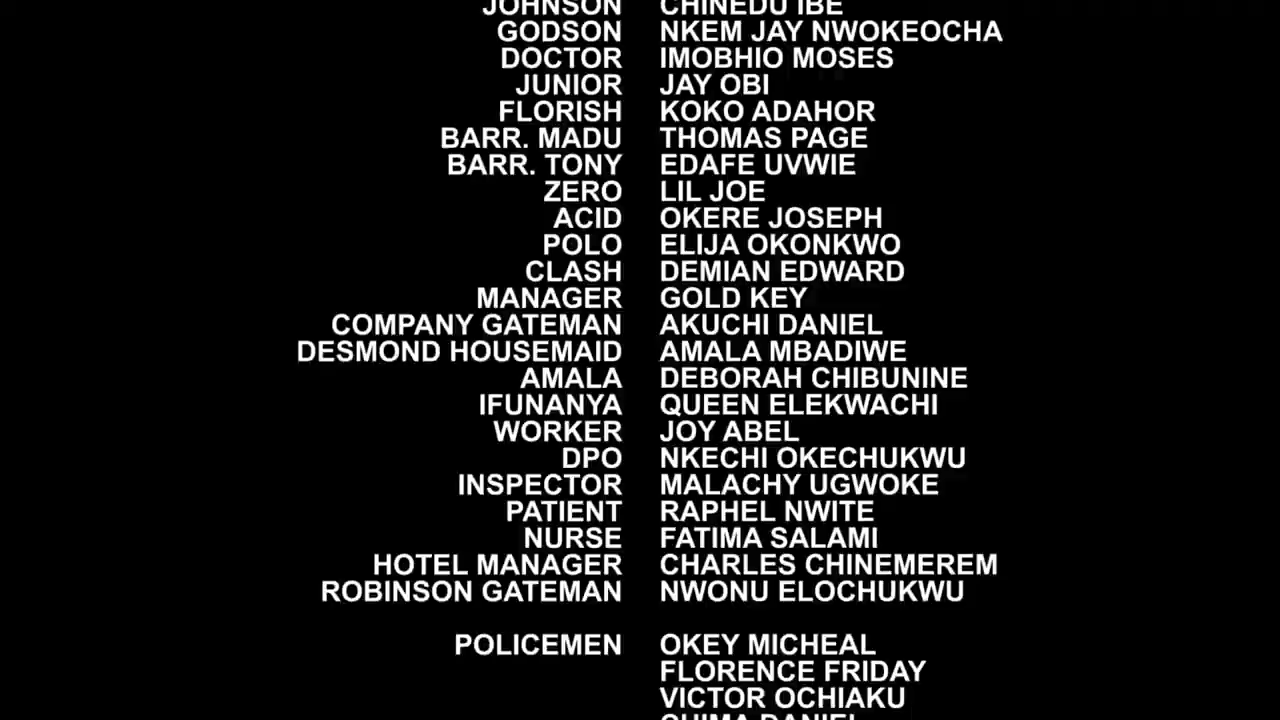 JOHNSON CHINEDU IBE
GODSON NKEM JAY NWOKEOCHA
DOCTOR IMOBHIO MOSES
JUNIOR JAY OBI
FLORISH KOKO ADAHOR
BARR. MADU THOMAS PAGE
BARR. TONY EDAFE UVWIE
ZERO LIL JOE
ACID OKERE JOSEPH
POLO ELIJA OKONKWO
CLASH DEMIAN EDWARD
MANAGER GOLD KEY
COMPANY GATEMAN AKUCHI DANIEL
DESMOND HOUSEMAID AMALA MBADIWE
AMALA DEBORAH CHIBUNINE
IFUNANYA QUEEN ELEKWACHI
WORKER JOY ABEL
DPO NKECHI OKECHUKWU
INSPECTOR MALACHY UGWOKE
PATIENT RAPHEL NWITE
NURSE FATIMA SALAMI
HOTEL MANAGER CHARLES CHINEMEREM
ROBINSON GATEMAN NWONU ELOCHUKWU
POLICEMEN OKEY MICHEAL
FLORENCE FRIDAY
VICTOR OCHIAKU
DANIEL